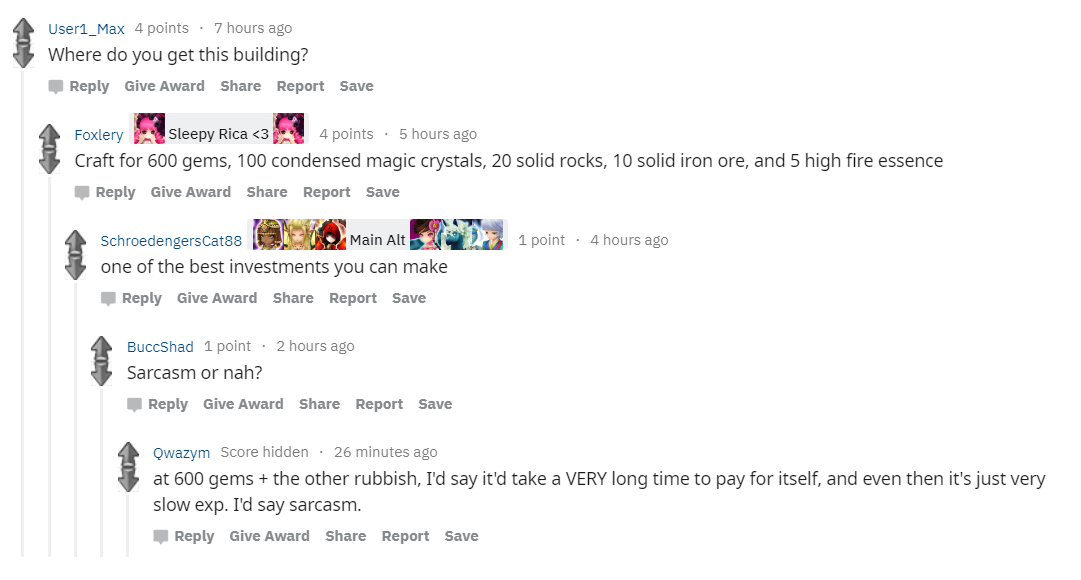 User1_Max 4 points · 7 hours ago
Where do you get this building?
Reply Give Award Share Report Save
Foxlery Sleepy Rica <3 4 points · 5 hours ago
Craft for 600 gems, 100 condensed magic crystals, 20 solid rocks, 10 solid iron ore, and 5 high fire essence
Reply Give Award Share Report Save
SchroedengersCat88 Main Alt 1 point · 4 hours ago
one of the best investments you can make
Reply Give Award Share Report Save
BuccShad 1 point · 2 hours ago
Sarcasm or nah?
Reply Give Award Share Report Save
Qwazym Score hidden · 26 minutes ago
at 600 gems + the other rubbish, I'd say it'd take a VERY long time to pay for itself, and even then it's just very
slow exp. I'd say sarcasm.
Reply Give Award Share Report Save